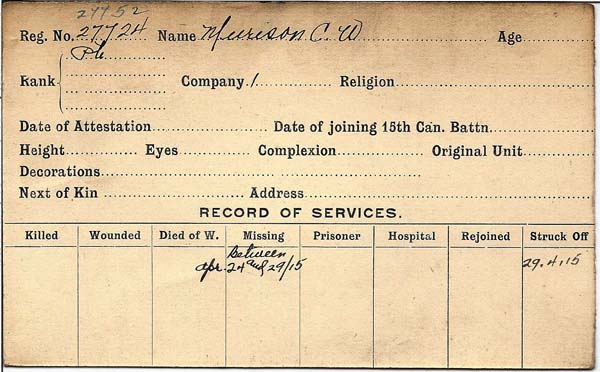 27752
Reg. No. 27724 Name Murison C. W Age
Pte
Rank Company 1 Religion
Date of Attestation Date of joining 15th Can. Battn.
Height Eyes Complexion Original Unit
Decorations
Next of Kin Address
RECORD OF SERVICES.
Killed Wounded Died of W. Missing Prisoner Hospital Rejoined Struck Off
Between
Apr. 24 and 29/15 29.4.15